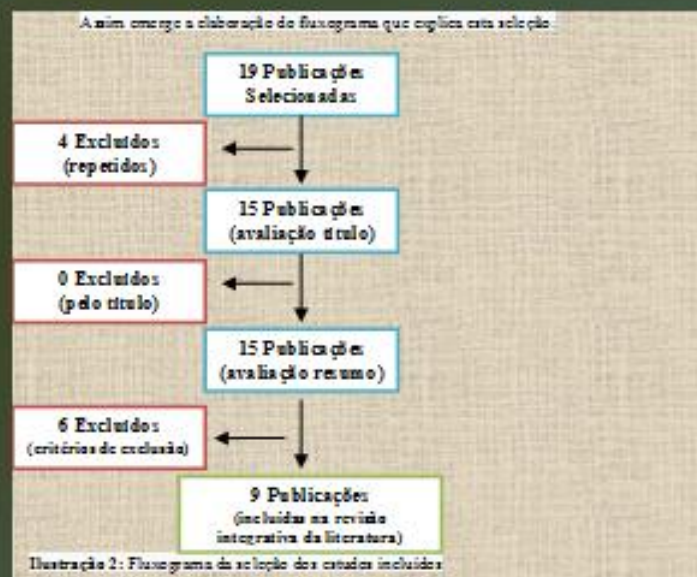 Assim emerge a elaboração do fluxograma que explica esta seleção
19 Publicações
Selecionadas
4 Excluídos
(repetidos)
15 Publicações
(avaliação título)
0 Excluídos
(pelo título)
15 Publicações
(avaliação resumo)
6 Excluídos
(critérios de exclusão)
9 Publicações
(incluídas na revisão
integrativa da literatura)
Ilustração 2: Fluxograma da seleção dos estudos incluídos